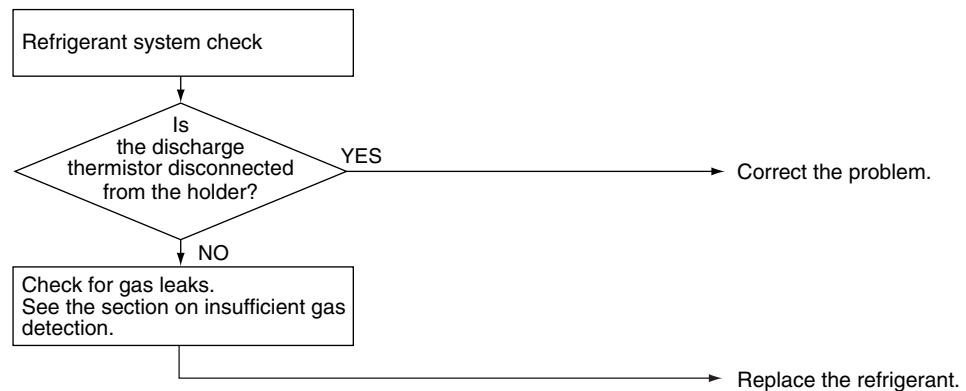 Refrigerant system check
Is
the discharge
thermistor disconnected
from the holder?
YES
Correct the problem.
NO
Check for gas leaks.
See the section on insufficient gas
detection.
Replace the refrigerant.